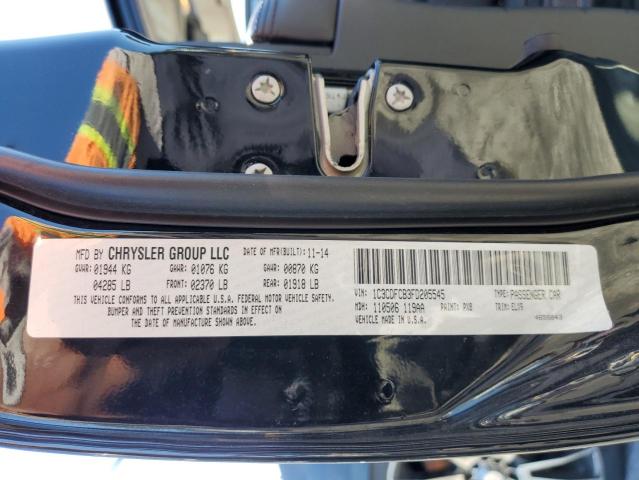 MFD BY CHRYSLER GROUP LLC DATE OF MFR(BUILT): 11-14
GVWR: 01944 KG GAWR: 01076 KG GAWR: 00870 KG
04285 LB FRONT: 02370 LB REAR: 01918 LB
THIS VEHICLE CONFORMS TO ALL APPLICABLE U.S.A. FEDERAL MOTOR VEHICLE SAFETY,
BUMPER AND THEFT PREVENTION STANDARDS IN EFFECT ON
THE DATE OF MANUFACTURE SHOWN ABOVE.
VIN: 1C3CDFCB3FD205545 TYPE: PASSENGER CAR
MDH: 110506 119AA PAINT: PX8 TRIM: ELX9
VEHICLE MADE IN U.S.A.